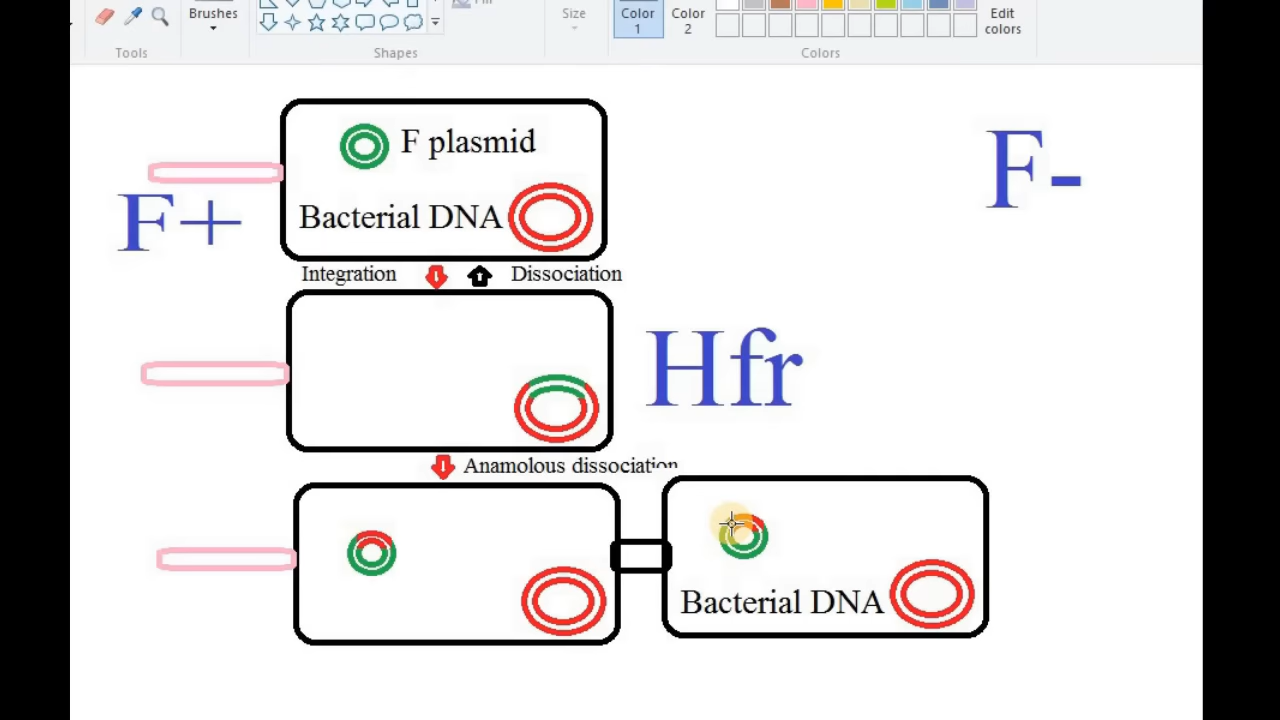 Brushes
Fill
Size
Color
1
Color
2
Edit
colors
Tools
Shapes
Colors
F plasmid
F-
F+
Bacterial DNA
Integration
Dissociation
Hfr
Anamolous dissociation
Bacterial DNA